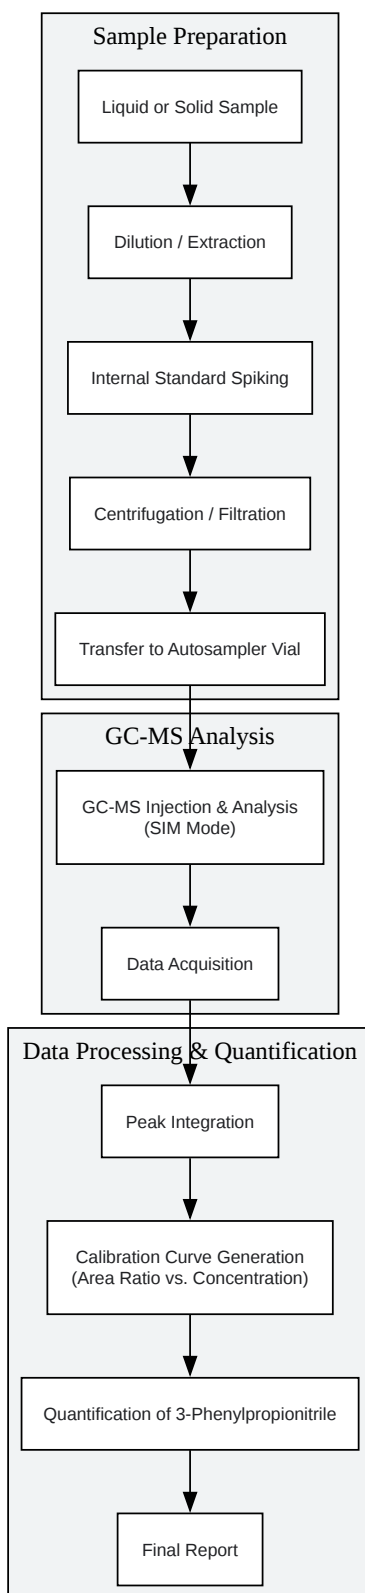 Sample Preparation
Liquid or Solid Sample
Dilution / Extraction
Internal Standard Spiking
Centrifugation / Filtration
Transfer to Autosampler Vial
GC-MS Analysis
GC-MS Injection & Analysis
(SIM Mode)
Data Acquisition
Data Processing & Quantification
Peak Integration
Calibration Curve Generation
(Area Ratio vs. Concentration)
Quantification of 3-Phenylpropionitrile
Final Report